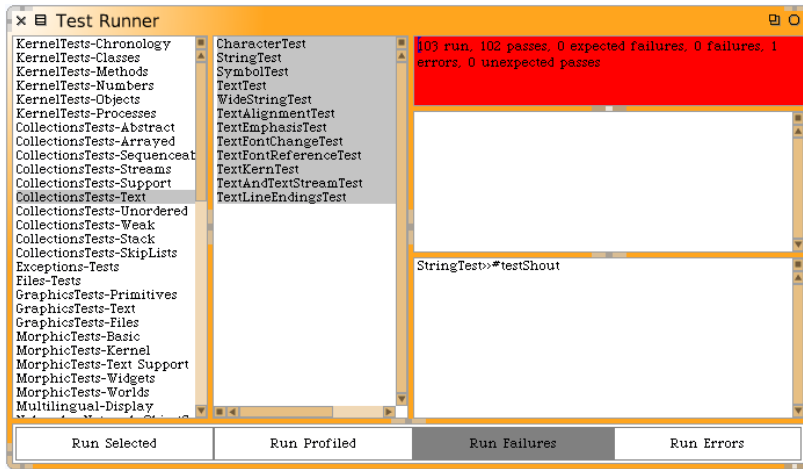 Test Runner
KernelTests-Chronology
KernelTests-Classes
KernelTests-Methods
KernelTests-Numbers
KernelTests-Objects
KernelTests-Processes
CollectionsTests-Abstract
CollectionsTests-Arrayed
CollectionsTests-Sequenceat
CollectionsTests-Streams
CollectionsTests-Support
CollectionsTests-Text
CollectionsTests-Unordered
CollectionsTests-Weak
CollectionsTests-Stack
CollectionsTests-SkipLists
Exceptions-Tests
Files-Tests
GraphicsTests-Primitives
GraphicsTests-Text
GraphicsTests-Files
MorphicTests-Basic
MorphicTests-Kernel
MorphicTests-Text Support
MorphicTests-Widgets
MorphicTests-Worlds
Multilingual-Display
CharacterTest
StringTest
SymbolTest
TextTest
WideStringTest
TextAlignmentTest
TextEmphasisTest
TextFontChangeTest
TextFontReferenceTest
TextKernTest
TextAndTextStreamTest
TextLineEndingsTest
103 run, 102 passes, 0 expected failures, 0 failures, 1
errors, 0 unexpected passes
StringTest>>#testShout
Run Selected
Run Profiled
Run Failures
Run Errors